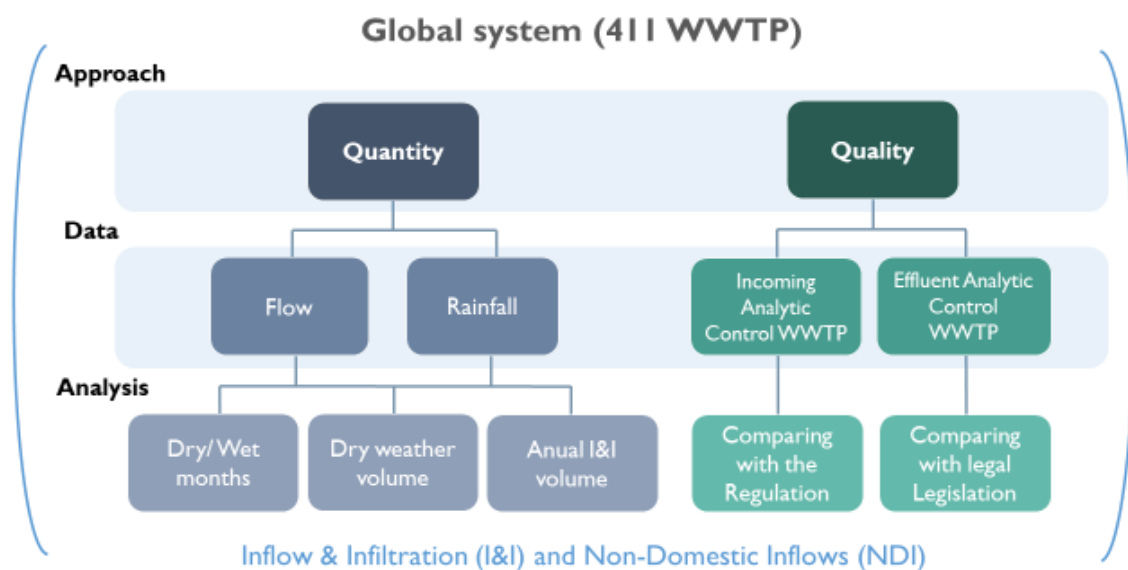 Global system (411 WWTP)
Approach
Quantity
Quality
Data
Flow
Rainfall
Incoming
Analytic
Control WWTP
Effluent Analytic
Control
WWTP
Analysis
Dry/ Wet
months
Dry weather
volume
Anual I&I
volume
Comparing
with the
Regulation
Comparing
with legal
Legislation
Inflow & Infiltration (I&I) and Non-Domestic Inflows (NDI)